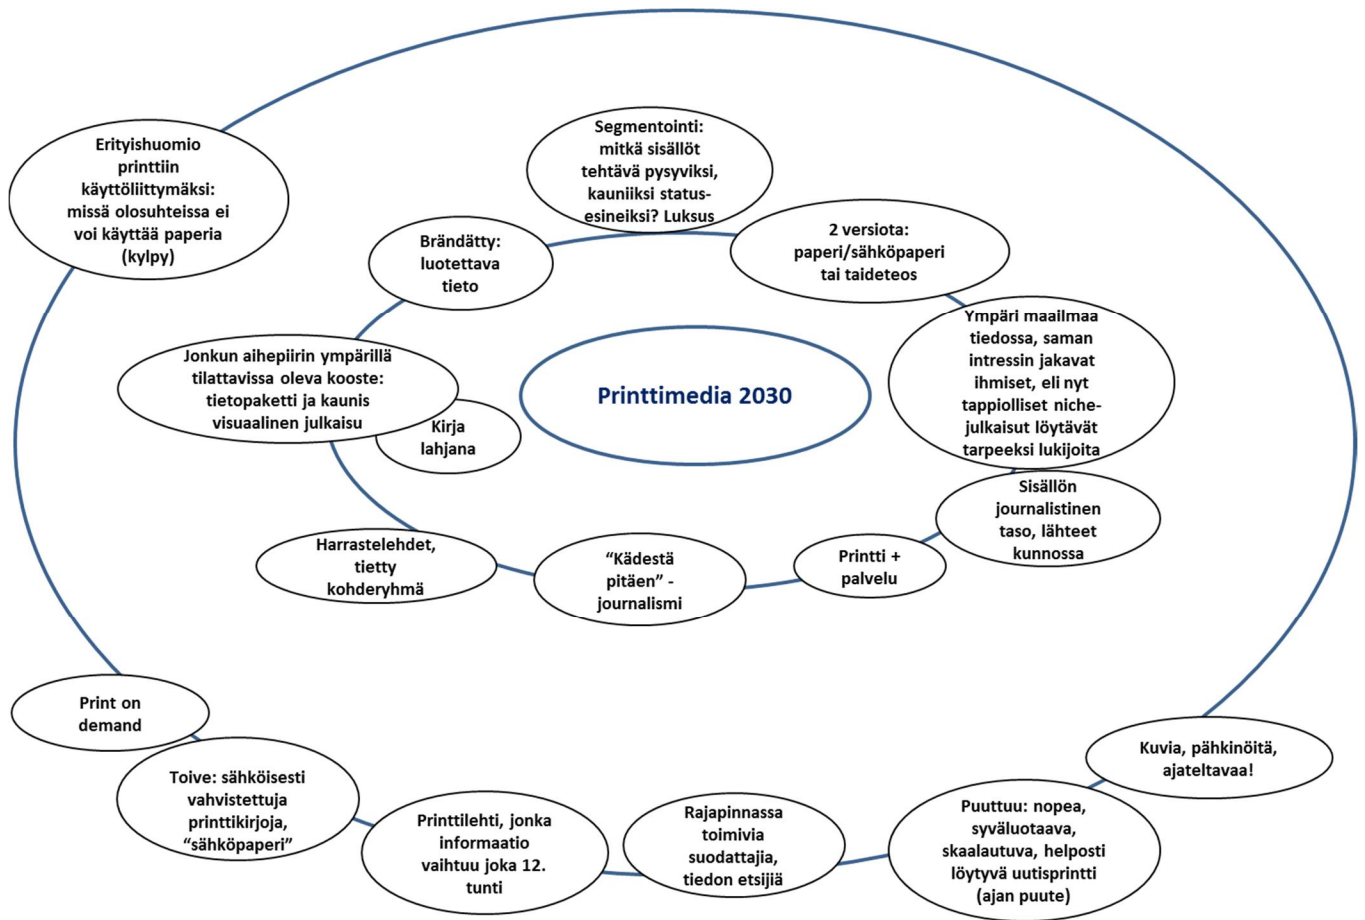 Erityishuomio
printtiin
käyttöliittymäksi:
missä olosuhteissa ei
voi käyttää paperia
(kylpy)
Segmentointi:
mitkä sisällöt
tehtävä pysyviksi,
kauniiksi status-
esineiksi? Luksus
Brändätty:
luotettava
tieto
2 versiota:
paperi/sähköpaperi
tai taideteos
Ympäri maailmaa
tiedossa, saman
intressin jakavat
ihmiset, eli nyt
tappiolliset niche-
julkaisut löytävät
tarpeeksi lukijoita
Jonkun aihepiirin ympärillä
tilattavissa oleva kooste:
tietopaketti ja kaunis
visuaalinen julkaisu
Printtimedia 2030
Kirja
lahjana
Sisällön
journalistinen
taso, lähteet
kunnossa
Harrastelehdet,
tietty
kohderyhmä
“Kädestä
pitäen” -
journalismi
Printti +
palvelu
Print on
demand
Toive: sähköisesti
vahvistettuja
printtikirjoja,
“sähköpaperi”
Printtilehti, jonka
informaatio
vaihtuu joka 12.
tunti
Rajapinnassa
toimivia
suodattajia,
tiedon etsijiä
Puuttuu: nopea,
syväluotaava,
skaalautuva, helposti
löytyvä uutisprintti
(ajan puute)
Kuvia, pähkinöitä,
ajateltavaa!